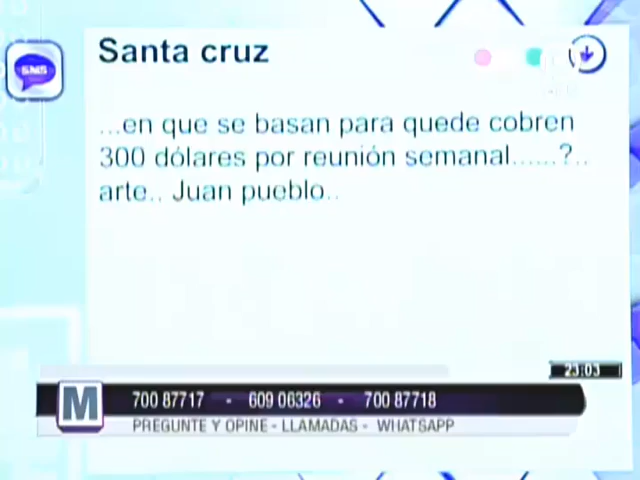 Santa cruz
SMS
...en que se basan para quede cobren
300 dólares por reunión semanal......?..
arte.. Juan pueblo..
23:03
M
700 87717 - 609 06326 - 700 87718
PREGUNTE Y OPINE - LLAMADAS - WHATSAPP